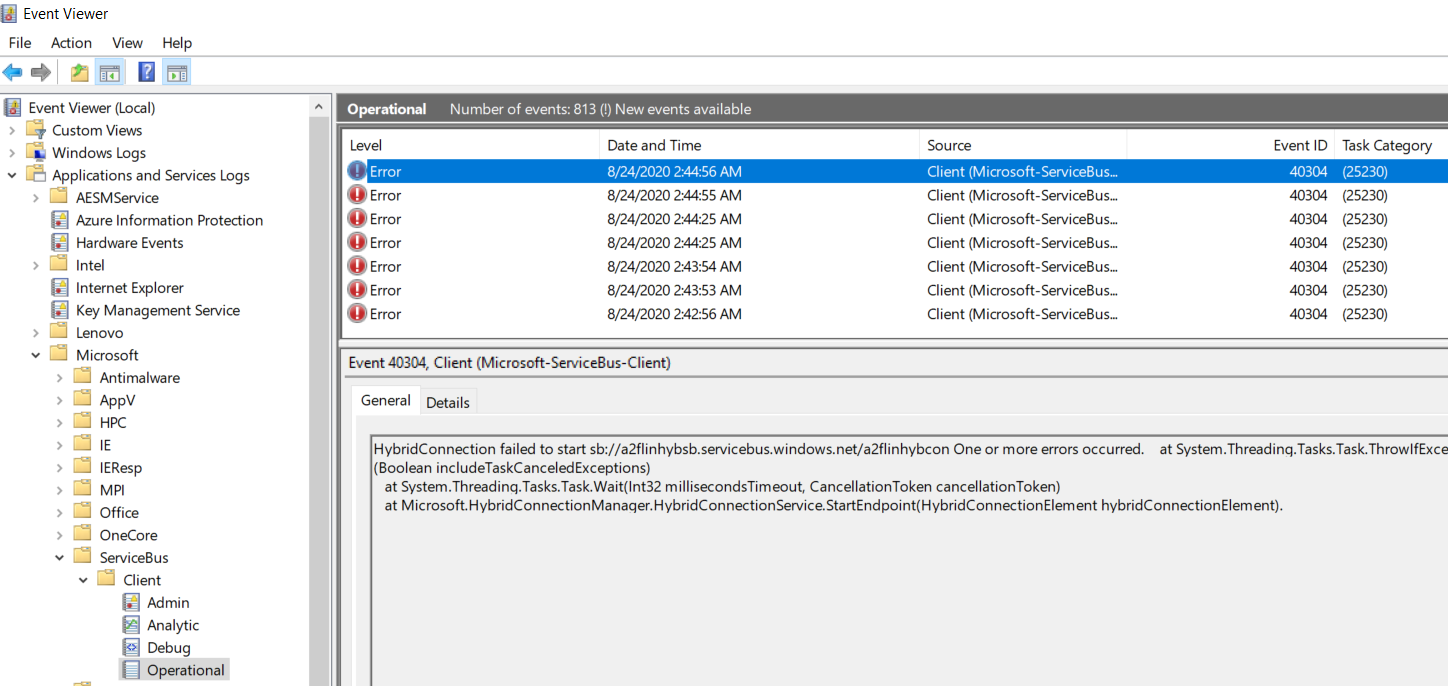 Event Viewer
File Action View Help
Event Viewer (Local)
Custom Views
Windows Logs
Applications and Services Logs
AESMService
Azure Information Protection
Hardware Events
Intel
Internet Explorer
Key Management Service
Lenovo
Microsoft
Antimalware
AppV
HPC
IE
IEResp
MPI
Office
OneCore
ServiceBus
Client
Admin
Analytic
Debug
Operational
Operational Number of events: 813 (!) New events available
Level Date and Time Source Event ID Task Category
Error 8/24/2020 2:44:56 AM Client (Microsoft-ServiceBus... 40304 (25230)
Error 8/24/2020 2:44:55 AM Client (Microsoft-ServiceBus... 40304 (25230)
Error 8/24/2020 2:44:25 AM Client (Microsoft-ServiceBus... 40304 (25230)
Error 8/24/2020 2:44:25 AM Client (Microsoft-ServiceBus... 40304 (25230)
Error 8/24/2020 2:43:54 AM Client (Microsoft-ServiceBus... 40304 (25230)
Error 8/24/2020 2:43:53 AM Client (Microsoft-ServiceBus... 40304 (25230)
Error 8/24/2020 2:42:56 AM Client (Microsoft-ServiceBus... 40304 (25230)
Event 40304, Client (Microsoft-ServiceBus-Client)
General Details
HybridConnection failed to start sb://a2flinhybsb.servicebus.windows.net/a2flinhybcon One or more errors occurred. at System.Threading.Tasks.Task.ThrowIfExce
(Boolean includeTaskCanceledExceptions)
at System.Threading.Tasks.Task.Wait(Int32 millisecondsTimeout, CancellationToken cancellationToken)
at Microsoft.HybridConnectionManager.HybridConnectionService.StartEndpoint(HybridConnectionElement hybridConnectionElement).